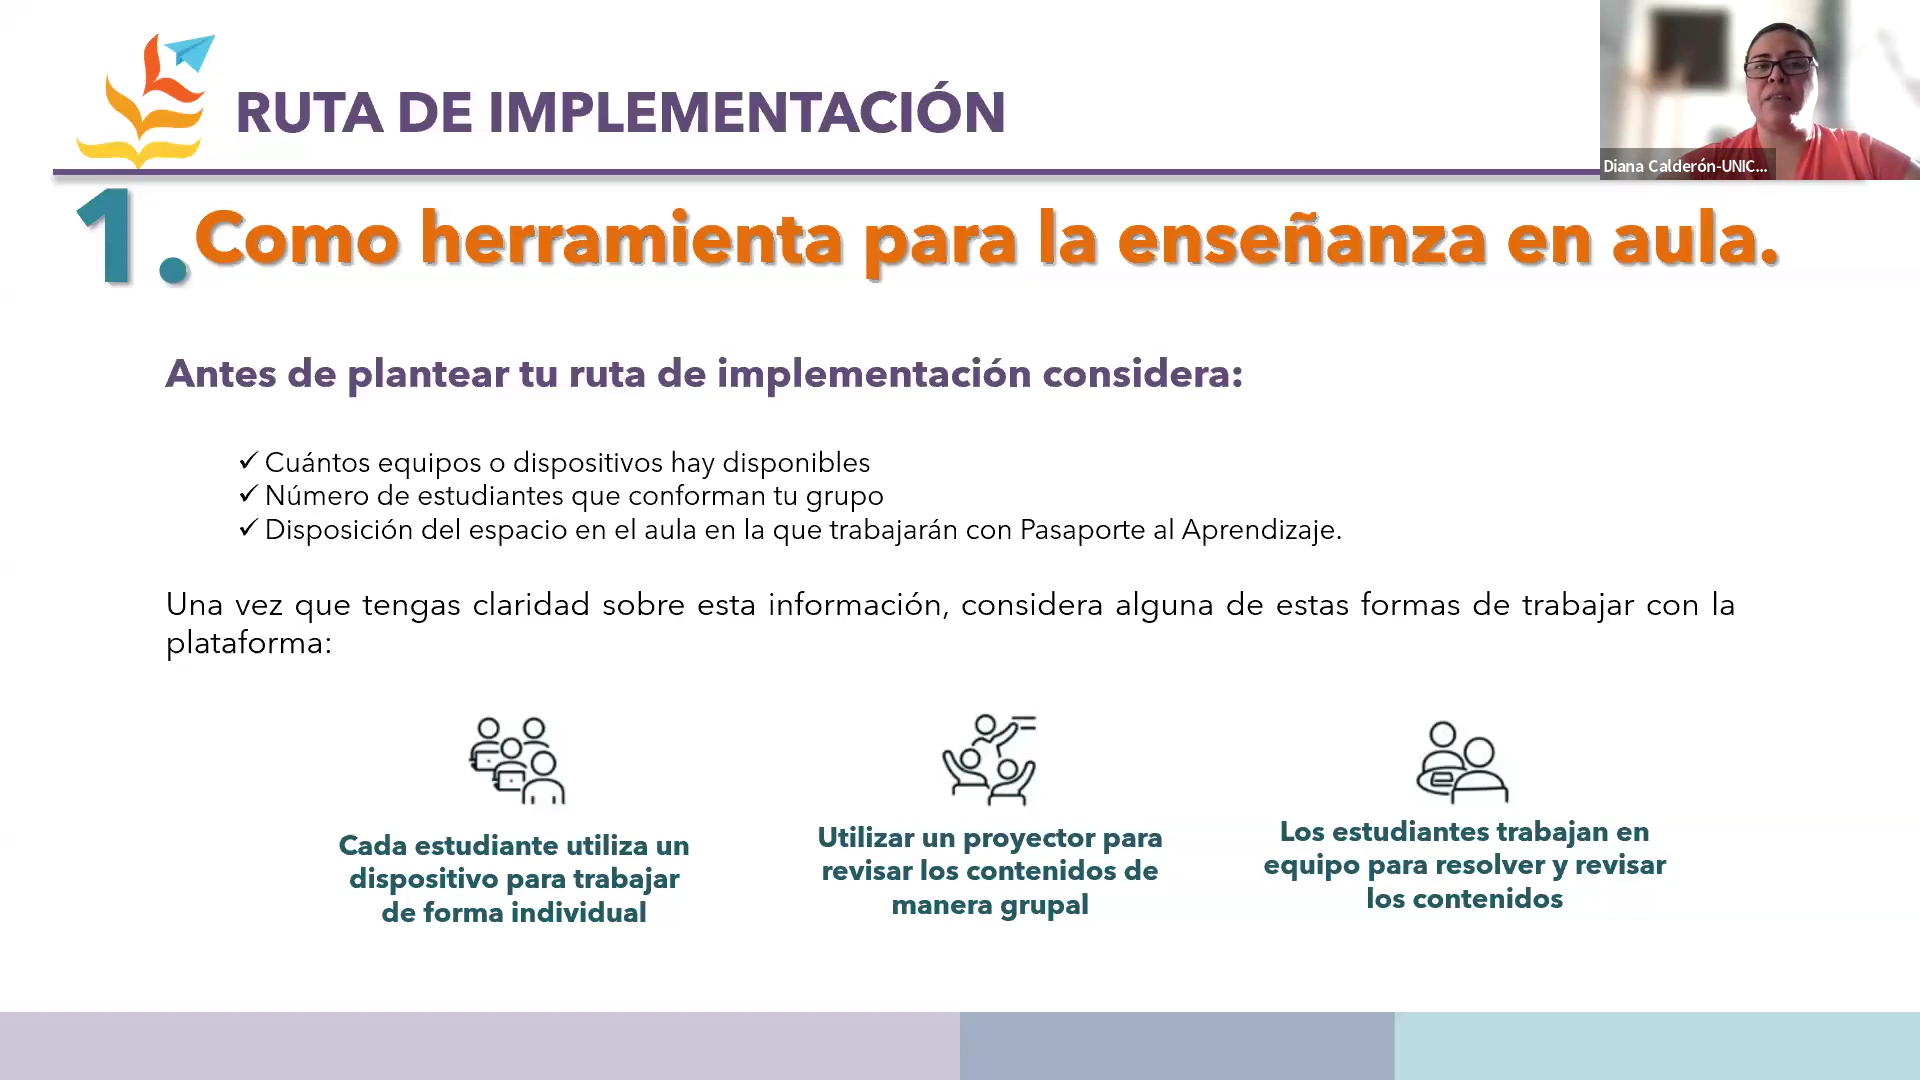 RUTA DE IMPLEMENTACIÓN
Diana Calderón-UNIC...
1. Como herramienta para la enseñanza en aula.
Antes de plantear tu ruta de implementación considera:
✓ Cuántos equipos o dispositivos hay disponibles
✓ Número de estudiantes que conforman tu grupo
✓ Disposición del espacio en el aula en la que trabajarán con Pasaporte al Aprendizaje.
Una vez que tengas claridad sobre esta información, considera alguna de estas formas de trabajar con la
plataforma:
Cada estudiante utiliza un
dispositivo para trabajar
de forma individual
Utilizar un proyector para
revisar los contenidos de
manera grupal
Los estudiantes trabajan en
equipo para resolver y revisar
los contenidos